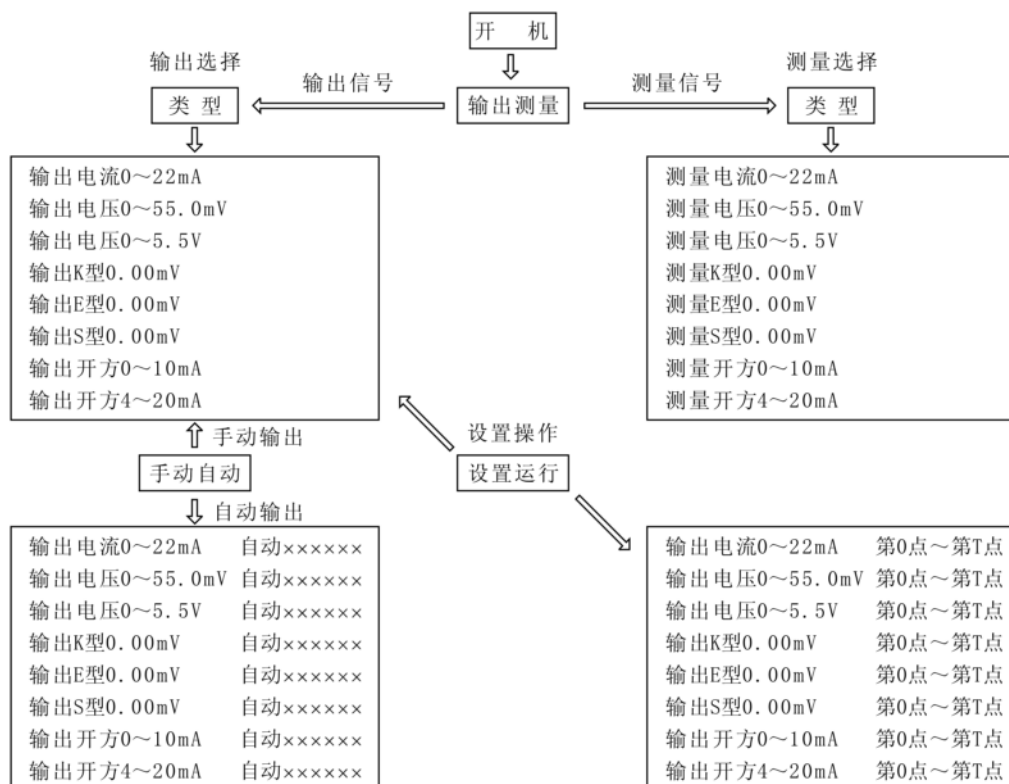 开 机
输出选择
输出信号
测量信号
测量选择
类 型
输出测量
类 型
输出电流0～22mA
输出电压0～55.0mV
输出电压0～5.5V
输出K型0.00mV
输出E型0.00mV
输出S型0.00mV
输出开方0～10mA
输出开方4～20mA
测量电流0～22mA
测量电压0～55.0mV
测量电压0～5.5V
测量K型0.00mV
测量E型0.00mV
测量S型0.00mV
测量开方0～10mA
测量开方4～20mA
手动输出
设置操作
手动自动
设置运行
自动输出
输出电流0～22mA 自动××××××
输出电压0～55.0mV 自动××××××
输出电压0～5.5V 自动××××××
输出K型0.00mV 自动××××××
输出E型0.00mV 自动××××××
输出S型0.00mV 自动××××××
输出开方0～10mA 自动××××××
输出开方4～20mA 自动××××××
输出电流0～22mA 第0点～第T点
输出电压0～55.0mV 第0点～第T点
输出电压0～5.5V 第0点～第T点
输出K型0.00mV 第0点～第T点
输出E型0.00mV 第0点～第T点
输出S型0.00mV 第0点～第T点
输出开方0～10mA 第0点～第T点
输出开方4～20mA 第0点～第T点